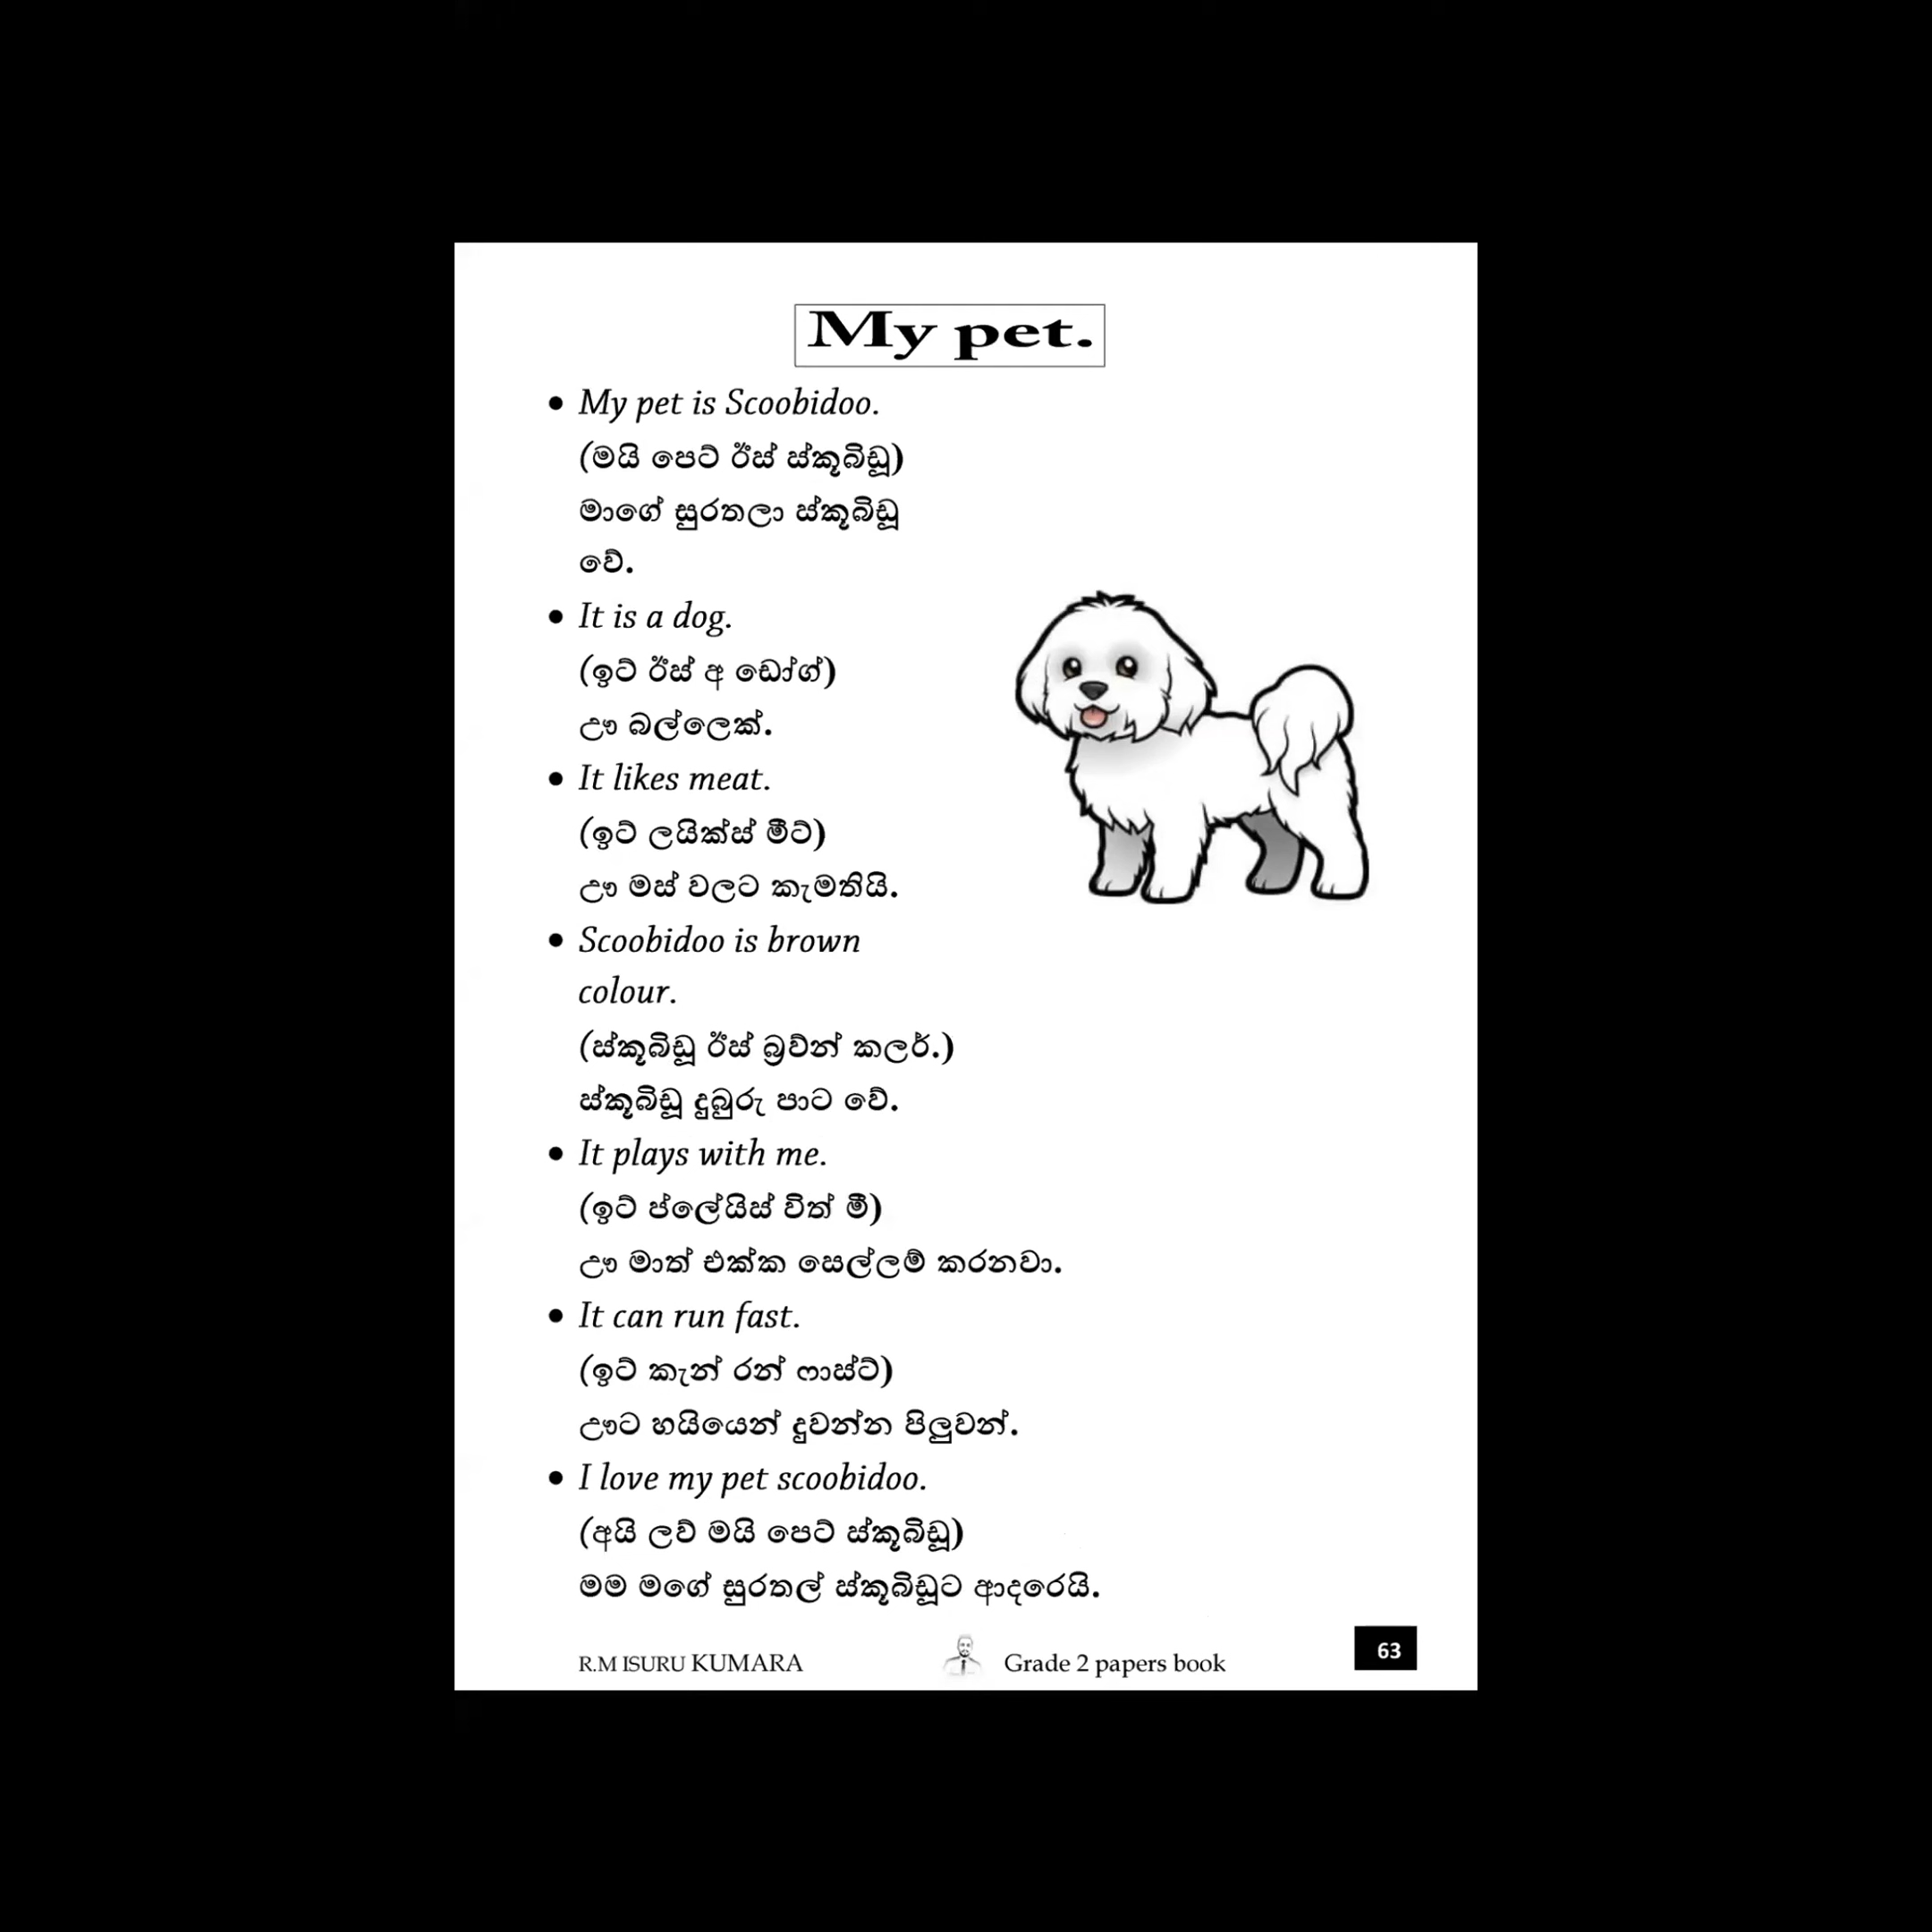 My pet.
• My pet is Scoobidoo.
(මයි පෙට් ඊස් ස්කූබිඩූ)
මාගේ සුරතලා ස්කූබිඩූ
වේ.
• It is a dog.
(ඉට් ඊස් අ ඩෝග්)
ඌ බල්ලෙක්.
• It likes meat.
(ඉට් ලයික්ස් මීට්)
ඌ මස් වලට කැමතියි.
• Scoobidoo is brown
colour.
(ස්කූබිඩූ ඊස් බ්‍රව්න් කලර්.)
ස්කූබිඩූ දුබුරු පාට වේ.
• It plays with me.
(ඉට් ප්ලේයිස් විත් මී)
ඌ මාත් එක්ක සෙල්ලම් කරනවා.
• It can run fast.
(ඉට් කැන් රන් ෆාස්ට්)
ඌට හයියෙන් දුවන්න පිලුවන්.
• I love my pet scoobidoo.
(අයි ලව් මයි පෙට් ස්කූබිඩූ)
මම මගේ සුරතල් ස්කූබිඩූට ආදරෙයි.
R.M ISURU KUMARA Grade 2 papers book 63